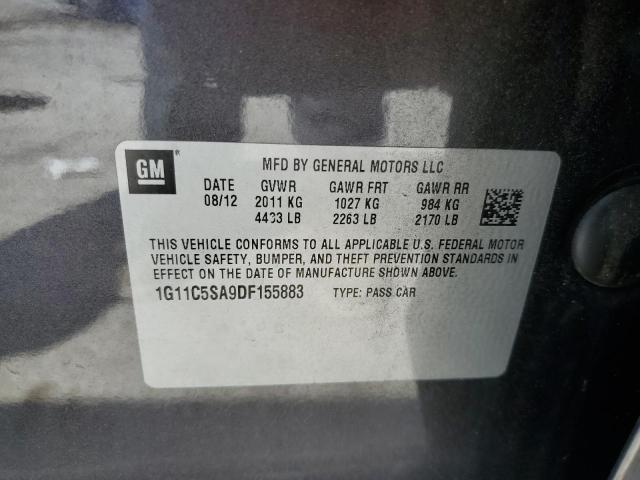 GM
MFD BY GENERAL MOTORS LLC
DATE GVWR GAWR FRT GAWR RR
08/12 2011 KG 1027 KG 984 KG
4433 LB 2263 LB 2170 LB
THIS VEHICLE CONFORMS TO ALL APPLICABLE U.S. FEDERAL MOTOR
VEHICLE SAFETY, BUMPER, AND THEFT PREVENTION STANDARDS IN
EFFECT ON THE DATE OF MANUFACTURE SHOWN ABOVE.
1G11C5SA9DF155883 TYPE: PASS CAR